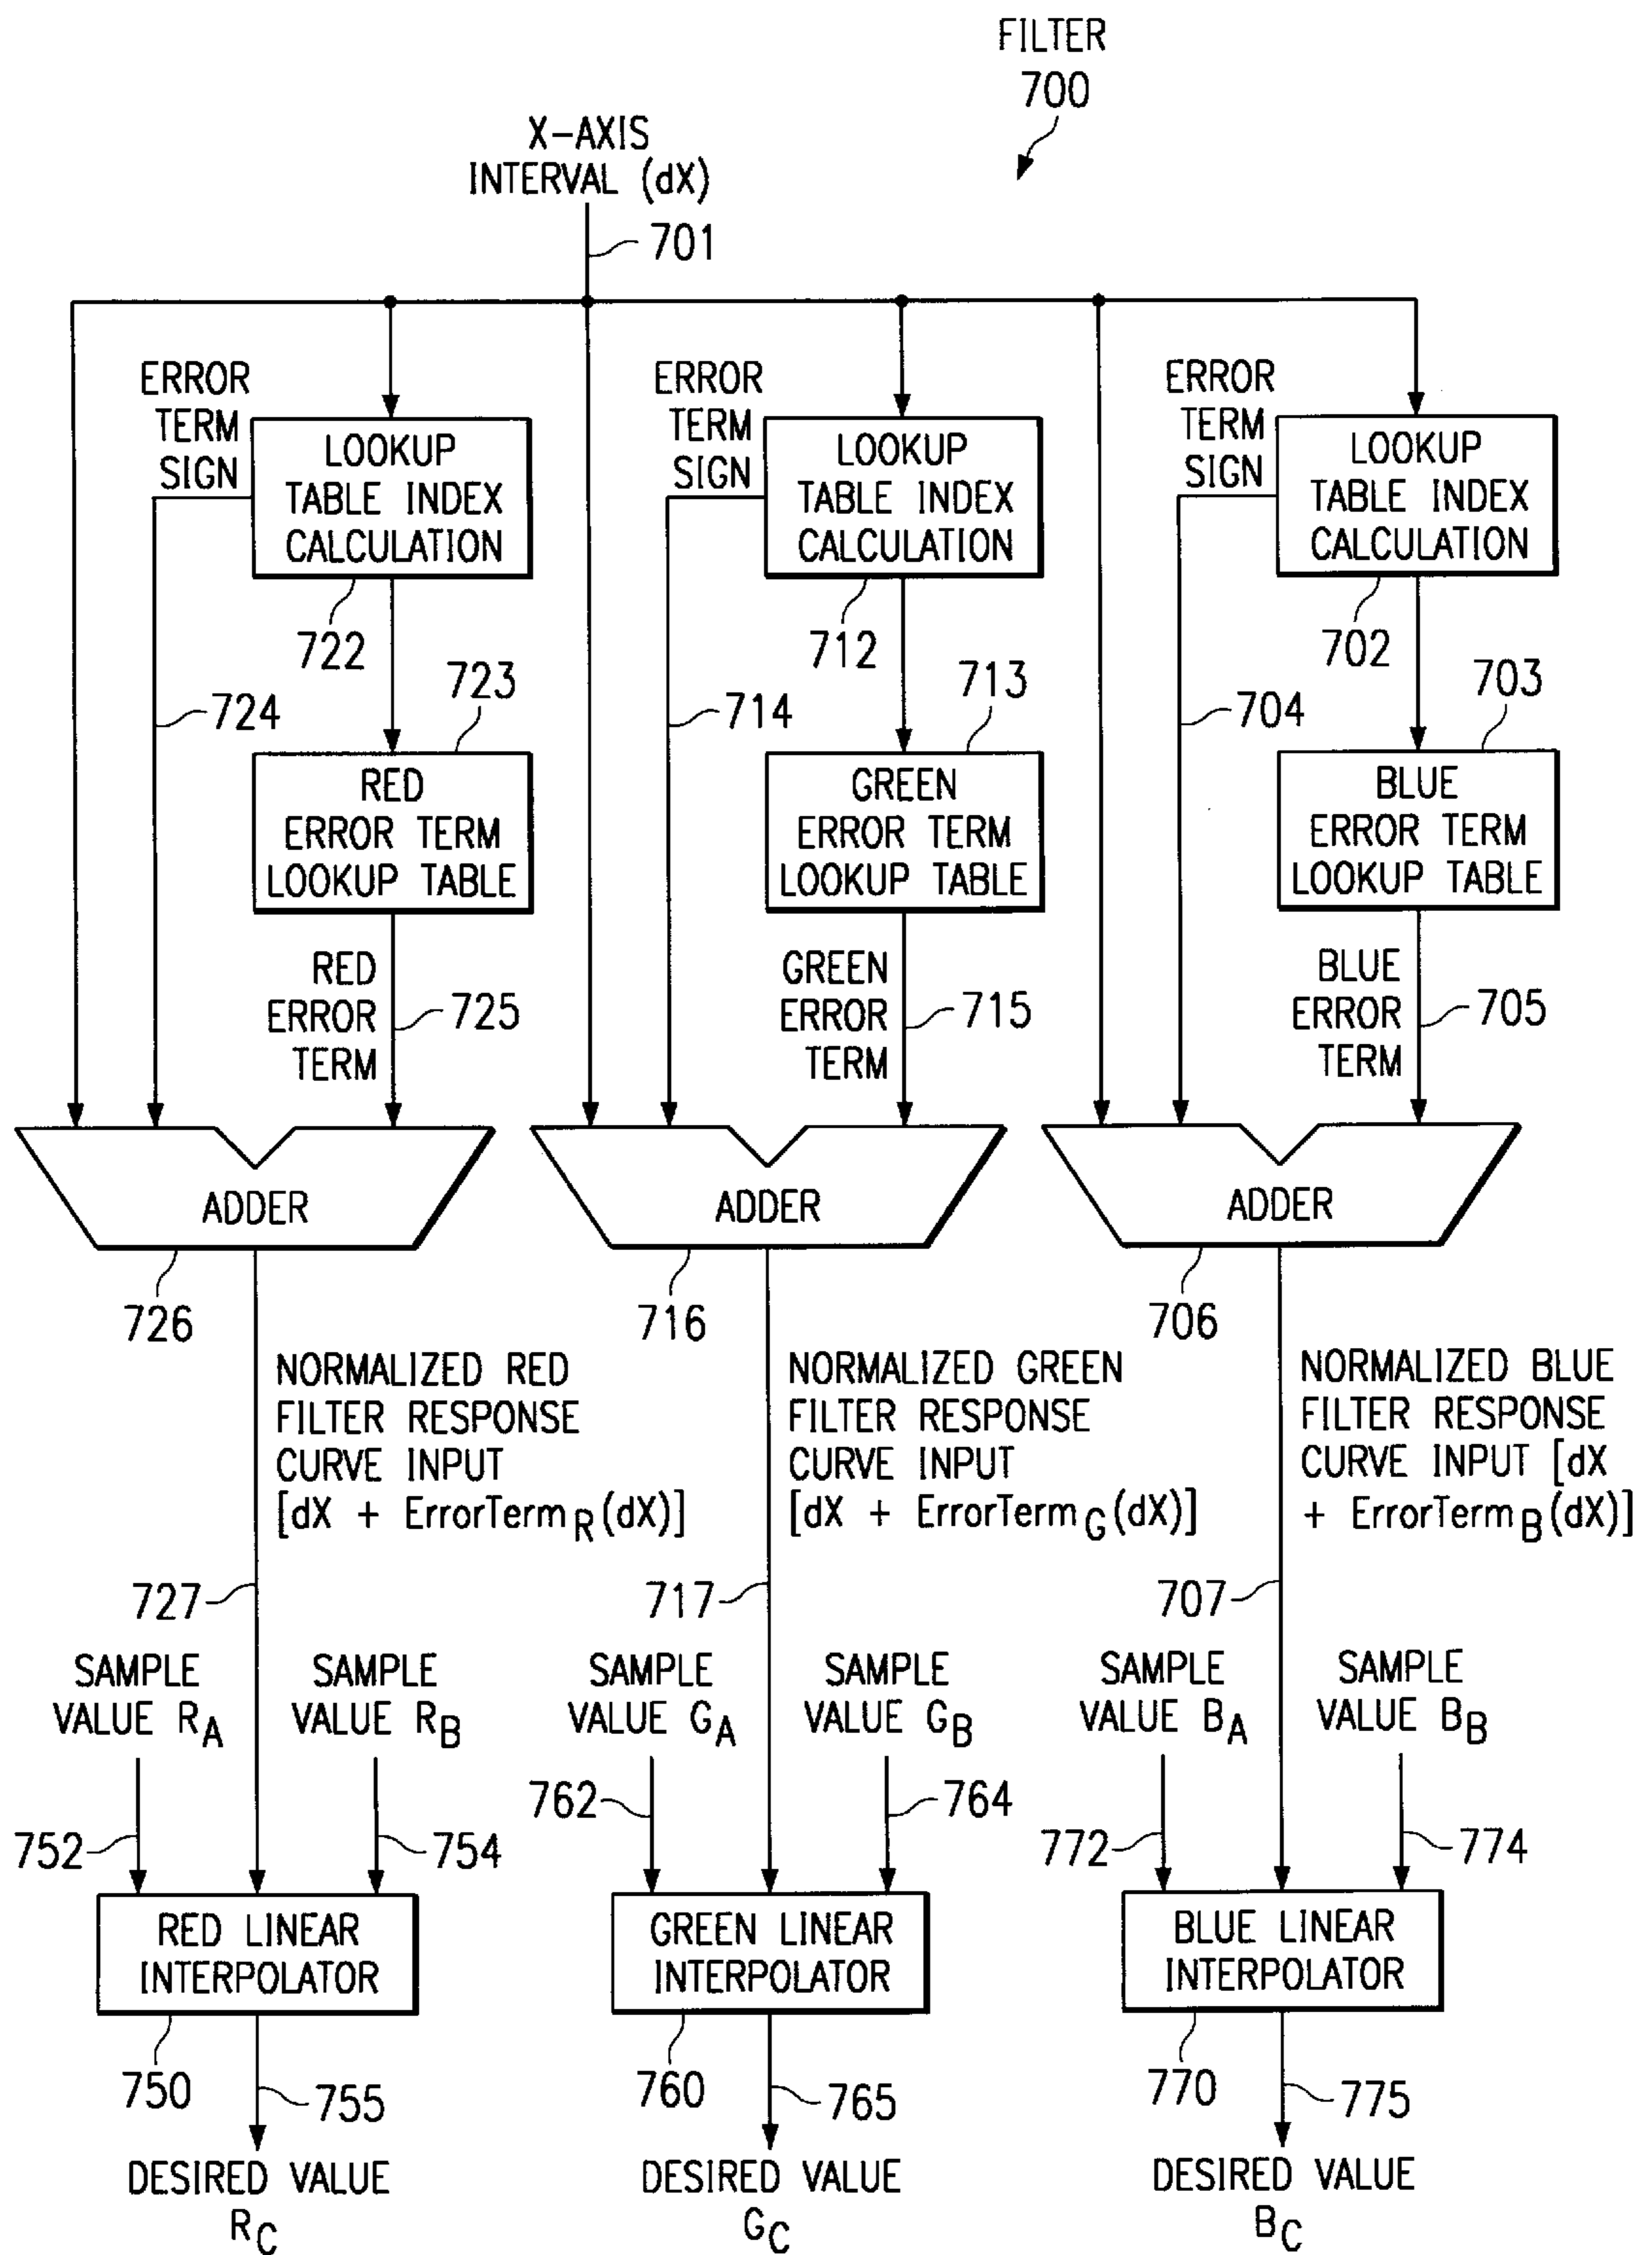 FILTER
700
X-AXIS
INTERVAL (dX)
701
ERROR
TERM
SIGN
LOOKUP
TABLE INDEX
CALCULATION
722
724
723
RED
ERROR TERM
LOOKUP TABLE
RED
ERROR
TERM
725
ADDER
726
NORMALIZED RED
FILTER RESPONSE
CURVE INPUT
[dX + ErrorTermR(dX)]
727
SAMPLE
VALUE RA
SAMPLE
VALUE RB
752
754
RED LINEAR
INTERPOLATOR
750
755
DESIRED VALUE
RC
ERROR
TERM
SIGN
LOOKUP
TABLE INDEX
CALCULATION
712
714
713
GREEN
ERROR TERM
LOOKUP TABLE
GREEN
ERROR
TERM
715
ADDER
716
NORMALIZED GREEN
FILTER RESPONSE
CURVE INPUT
[dX + ErrorTermG(dX)]
717
SAMPLE
VALUE GA
SAMPLE
VALUE GB
762
764
GREEN LINEAR
INTERPOLATOR
760
765
DESIRED VALUE
GC
ERROR
TERM
SIGN
LOOKUP
TABLE INDEX
CALCULATION
702
704
703
BLUE
ERROR TERM
LOOKUP TABLE
BLUE
ERROR
TERM
705
ADDER
706
NORMALIZED BLUE
FILTER RESPONSE
CURVE INPUT [dX
+ ErrorTermB(dX)]
707
SAMPLE
VALUE BA
SAMPLE
VALUE BB
772
774
BLUE LINEAR
INTERPOLATOR
770
775
DESIRED VALUE
BC